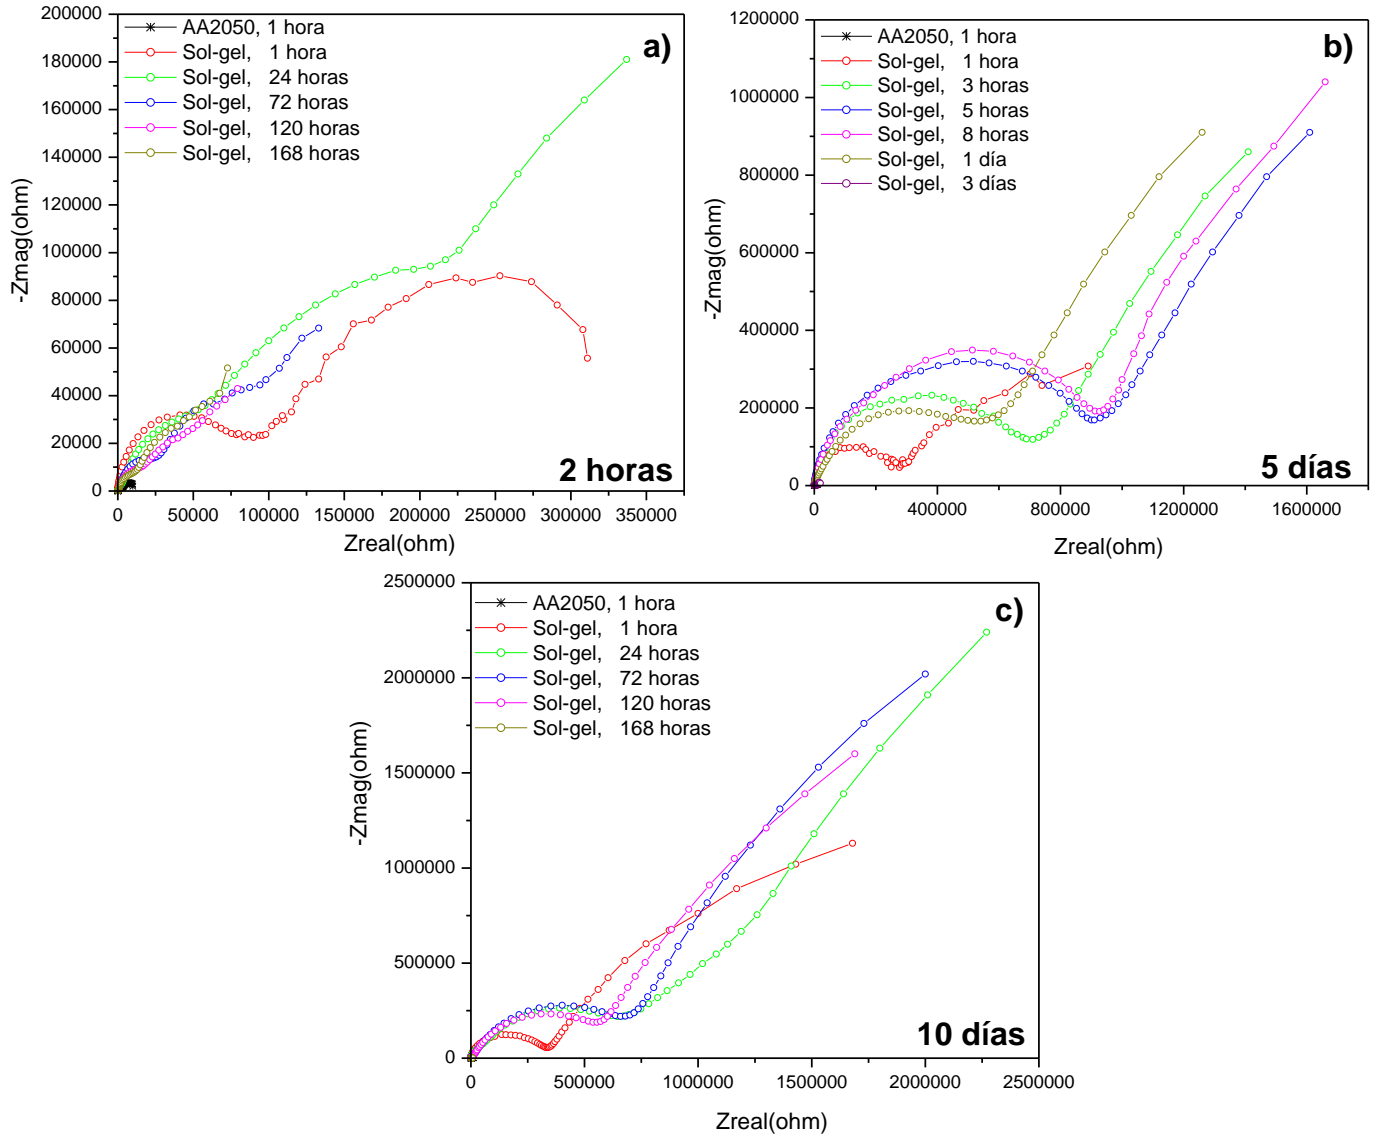 a)
AA2050, 1 hora
Sol-gel, 1 hora
Sol-gel, 24 horas
Sol-gel, 72 horas
Sol-gel, 120 horas
Sol-gel, 168 horas
200000
180000
160000
140000
120000
100000
80000
60000
40000
20000
0
-Zmag(ohm)
2 horas
0 50000 100000 150000 200000 250000 300000 350000
Zreal(ohm)
b)
AA2050, 1 hora
Sol-gel, 1 hora
Sol-gel, 3 horas
Sol-gel, 5 horas
Sol-gel, 8 horas
Sol-gel, 1 día
Sol-gel, 3 días
1200000
1000000
800000
600000
400000
200000
0
-Zmag(ohm)
5 días
0 400000 800000 1200000 1600000
Zreal(ohm)
c)
AA2050, 1 hora
Sol-gel, 1 hora
Sol-gel, 24 horas
Sol-gel, 72 horas
Sol-gel, 120 horas
Sol-gel, 168 horas
2500000
2000000
1500000
1000000
500000
0
-Zmag(ohm)
10 días
0 500000 1000000 1500000 2000000 2500000
Zreal(ohm)